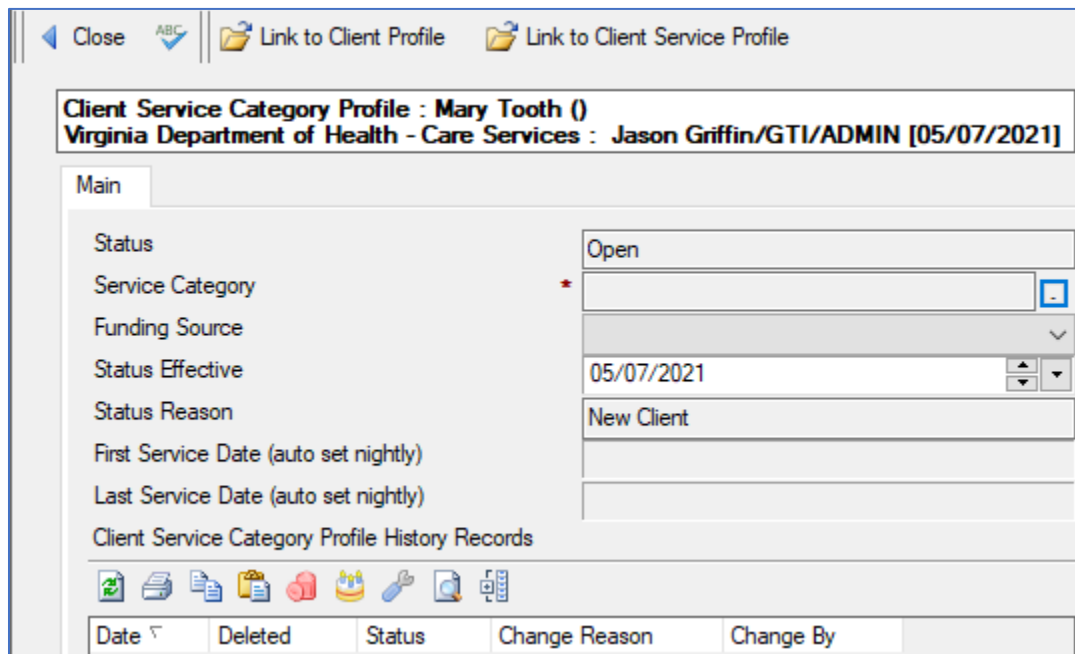 Close ABC Link to Client Profile Link to Client Service Profile
Client Service Category Profile : Mary Tooth ()
Virginia Department of Health - Care Services : Jason Griffin/GTI/ADMIN [05/07/2021]
Main
Status Open
Service Category * .
Funding Source
Status Effective 05/07/2021
Status Reason New Client
First Service Date (auto set nightly)
Last Service Date (auto set nightly)
Client Service Category Profile History Records
Date Deleted Status Change Reason Change By